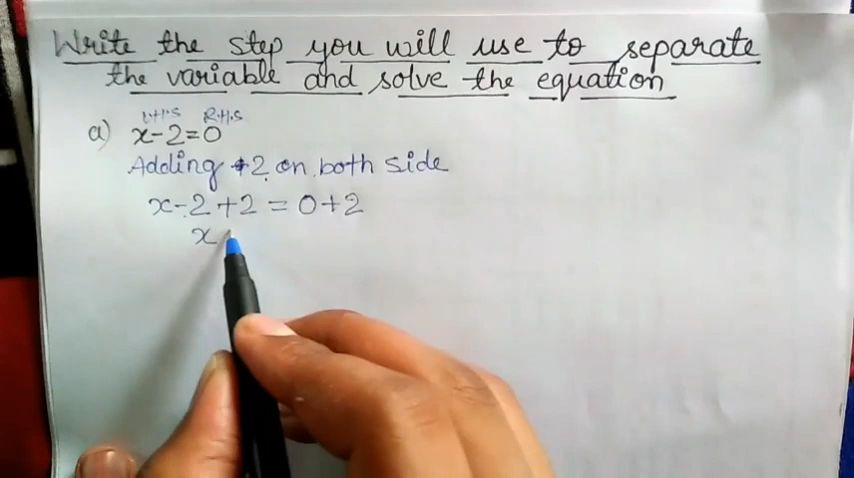 Write the step you will use to separate
the variable and solve the equation
L.H.S R.H.S
a) x-2=0
Adding +2 on both side
x-2+2 = 0+2
x